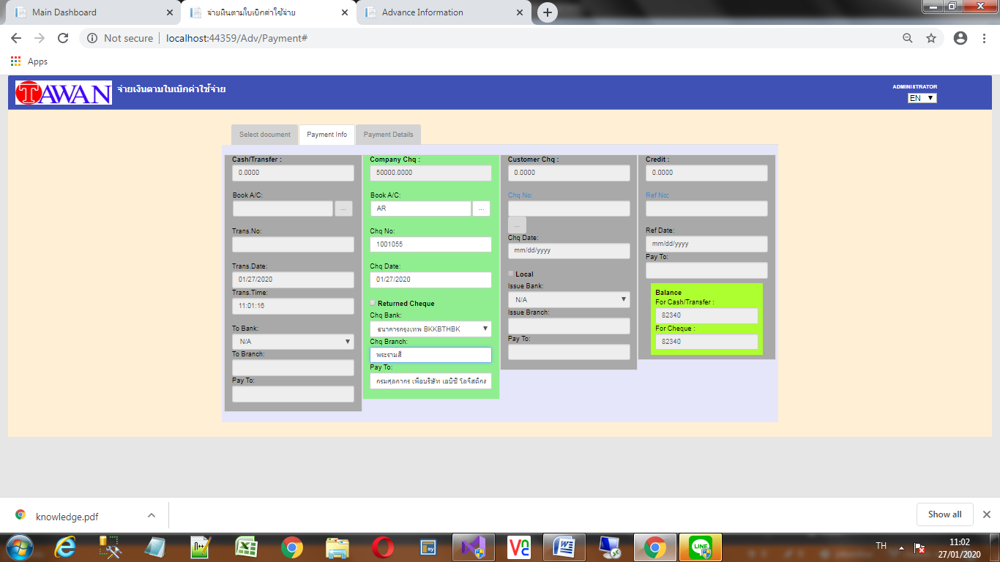 Main Dashboard
จ่ายเงินตามใบเบิกค่าใช้จ่าย
Advance Information
Not secure
localhost:44359/Adv/Payment#
Apps
TAWAN
จ่ายเงินตามใบเบิกค่าใช้จ่าย
ADMINISTRATOR
EN
Select document
Payment Info
Payment Details
Cash/Transfer :
0.0000
Book A/C:
...
Trans.No:
Trans.Date:
01/27/2020
Trans.Time:
11:01:16
To Bank:
N/A
To Branch:
Pay To:
Company Chq :
50000.0000
Book A/C:
AR
...
Chq No:
1001055
Chq Date:
01/27/2020
Returned Cheque
Chq Bank:
ธนาคารกรุงเทพ BKKBTHBK
Chq Branch:
พระรามสี่
Pay To:
กรมศุลกากร เพื่อบริษัท เอบีซี โลจิสติกส
Customer Chq :
0.0000
Chq No:
...
Chq Date:
mm/dd/yyyy
Local
Issue Bank:
N/A
Issue Branch:
Pay To:
Credit :
0.0000
Ref No:
Ref Date:
mm/dd/yyyy
Pay To:
Balance
For Cash/Transfer :
82340
For Cheque :
82340
knowledge.pdf
Show all
TH
11:02
27/01/2020